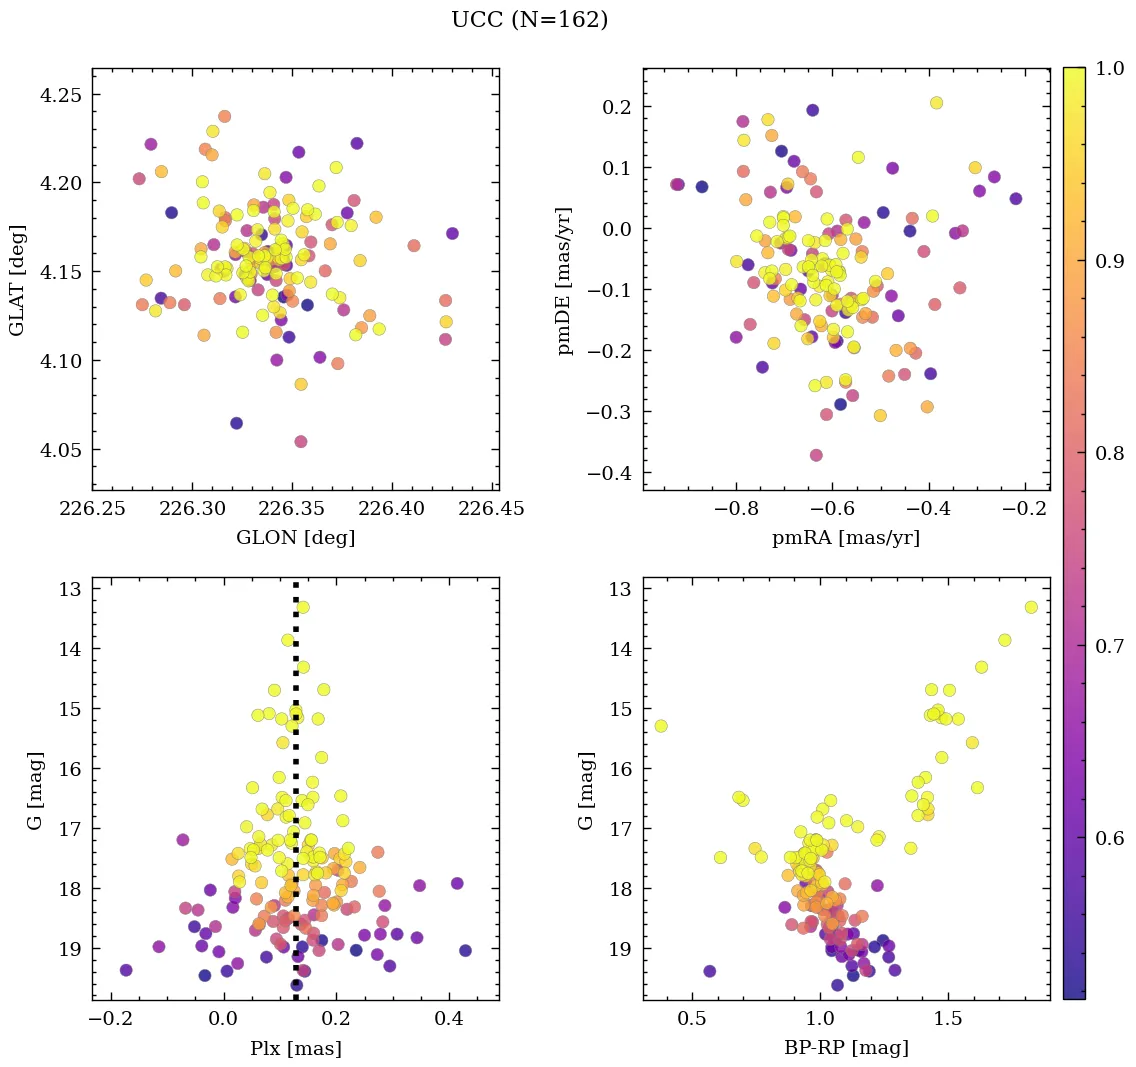 UCC (N=162)
4.25
4.20
4.15
4.10
4.05
GLAT [deg]
226.25 226.30 226.35 226.40 226.45
GLON [deg]
0.2
0.1
0.0
−0.1
−0.2
−0.3
−0.4
pmDE [mas/yr]
−0.8 −0.6 −0.4 −0.2
pmRA [mas/yr]
1.0
0.9
0.8
0.7
0.6
13
14
15
16
17
18
19
G [mag]
−0.2 0.0 0.2 0.4
Plx [mas]
13
14
15
16
17
18
19
G [mag]
0.5 1.0 1.5
BP-RP [mag]